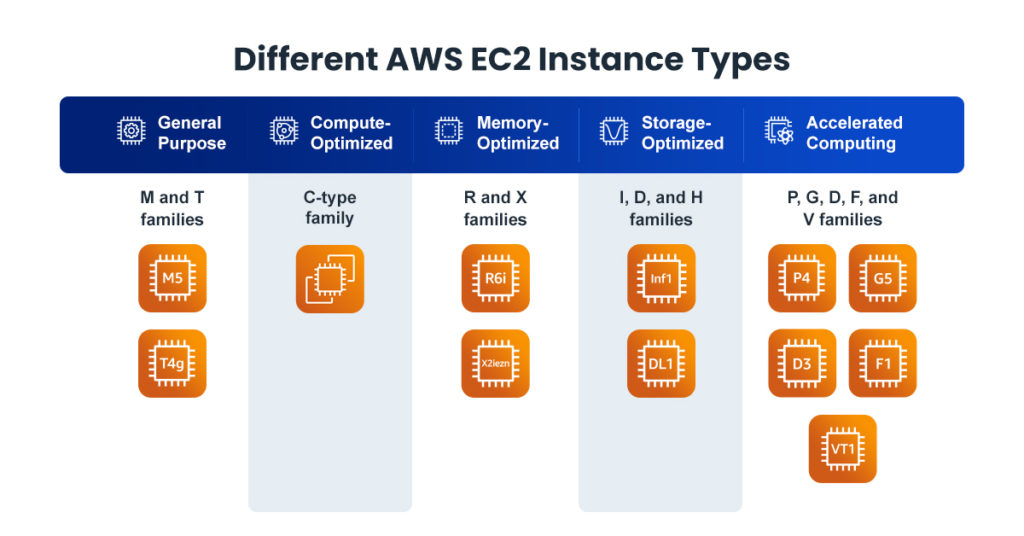 Different AWS EC2 Instance Types
General
Purpose
Compute-
Optimized
Memory-
Optimized
Storage-
Optimized
Accelerated
Computing
M and T
families
C-type
family
R and X
families
I, D, and H
families
P, G, D, F, and
V families
M5
R6i
Inf1
P4
G5
T4g
X2iezn
DL1
D3
F1
VT1